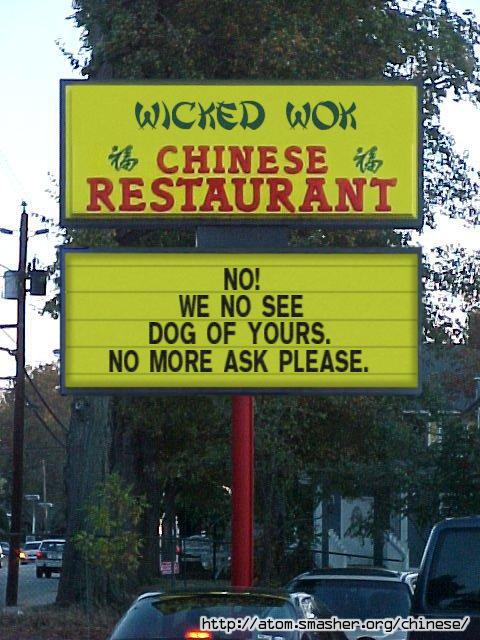 WICKED WOK
福 CHINESE 福
RESTAURANT
NO!
WE NO SEE
DOG OF YOURS.
NO MORE ASK PLEASE.
http://atom.smasher.org/chinese/